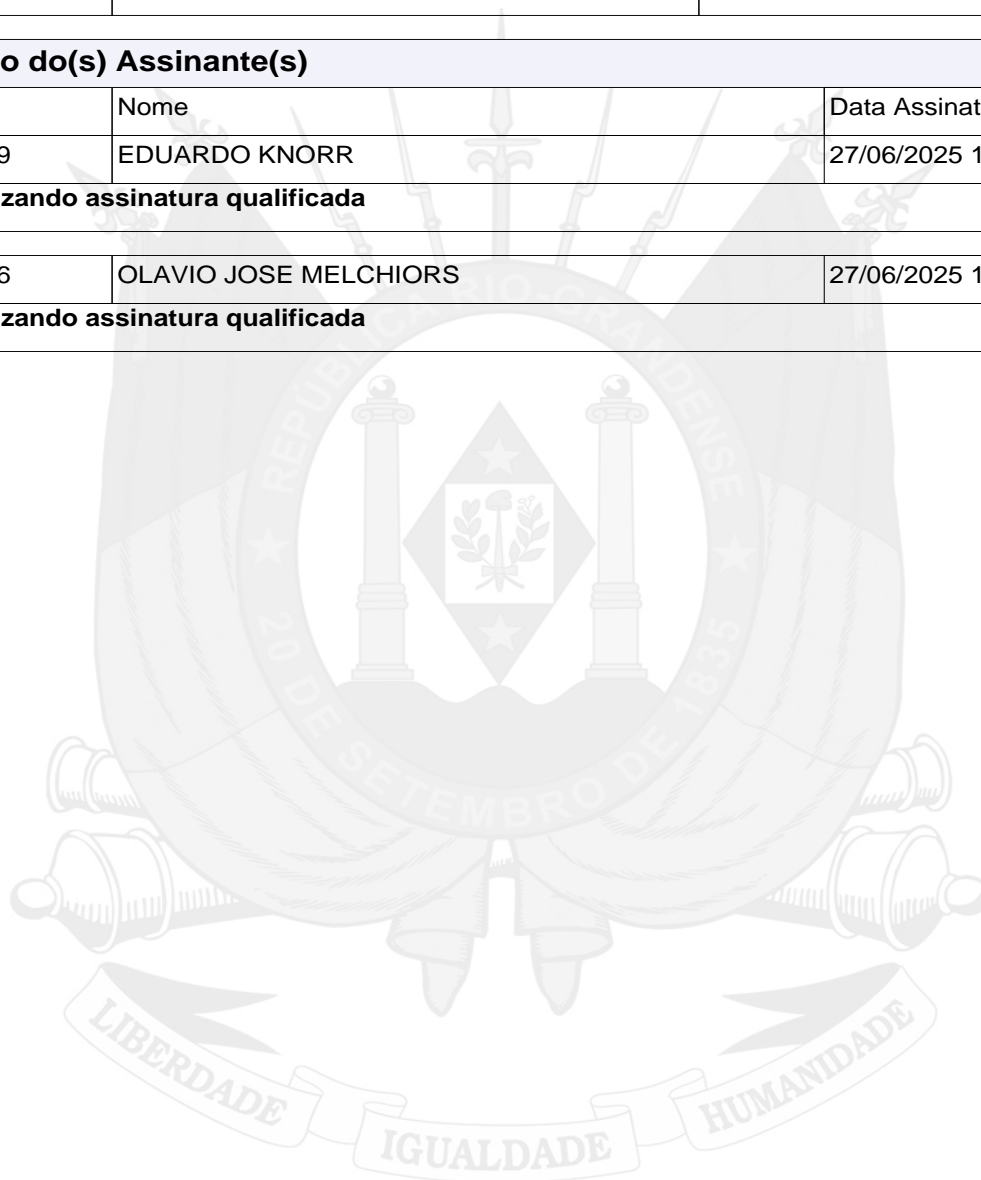 o do(s) Assinante(s)
Nome Data Assinat
9 EDUARDO KNORR 27/06/2025 1
zando assinatura qualificada
6 OLAVIO JOSE MELCHIORS 27/06/2025 1
zando assinatura qualificada
REPÚBLICA RIO-GRANDENSE
20 DE SETEMBRO DE 1835
LIBERDADE IGUALDADE HUMANIDADE